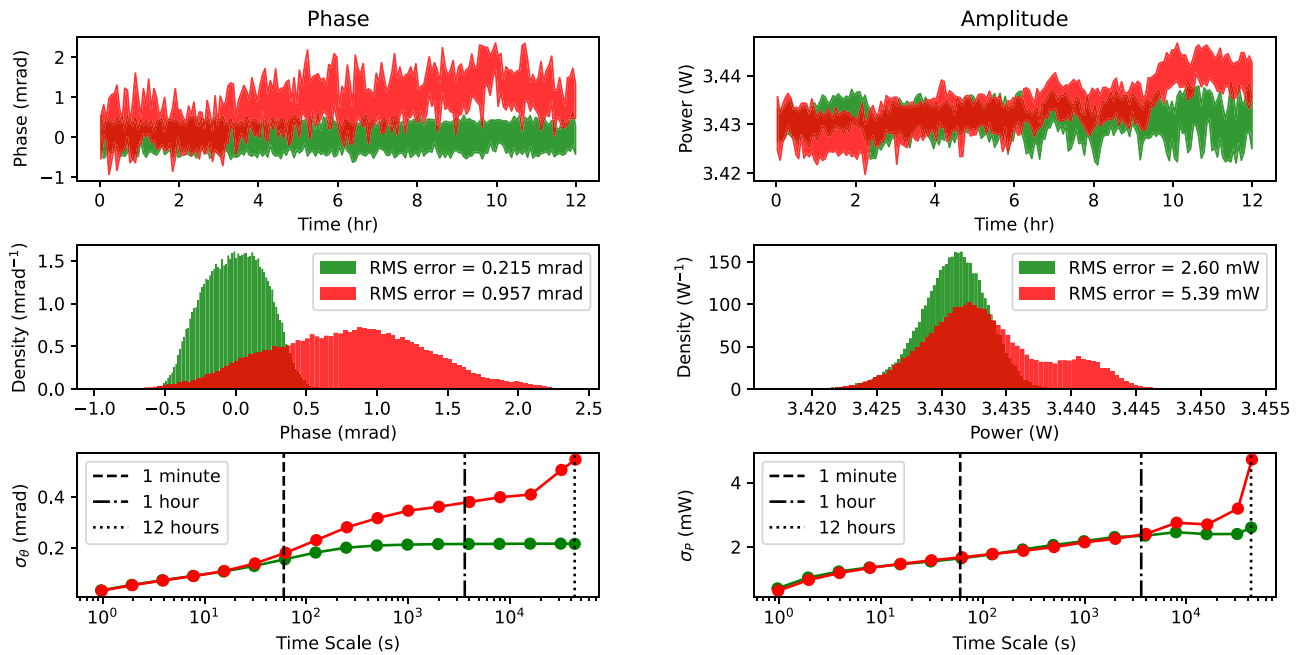 Phase
Phase (mrad)
2
1
0
−1
0 2 4 6 8 10 12
Time (hr)
Amplitude
Power (W)
3.44
3.43
3.42
0 2 4 6 8 10 12
Time (hr)
Density (mrad⁻¹)
1.5
1.0
0.5
0.0
RMS error = 0.215 mrad
RMS error = 0.957 mrad
−1.0 −0.5 0.0 0.5 1.0 1.5 2.0 2.5
Phase (mrad)
Density (W⁻¹)
150
100
50
0
RMS error = 2.60 mW
RMS error = 5.39 mW
3.420 3.425 3.430 3.435 3.440 3.445 3.450 3.455
Power (W)
σ_θ (mrad)
0.4
0.2
1 minute
1 hour
12 hours
10⁰ 10¹ 10² 10³ 10⁴
Time Scale (s)
σ_P (mW)
4
2
1 minute
1 hour
12 hours
10⁰ 10¹ 10² 10³ 10⁴
Time Scale (s)